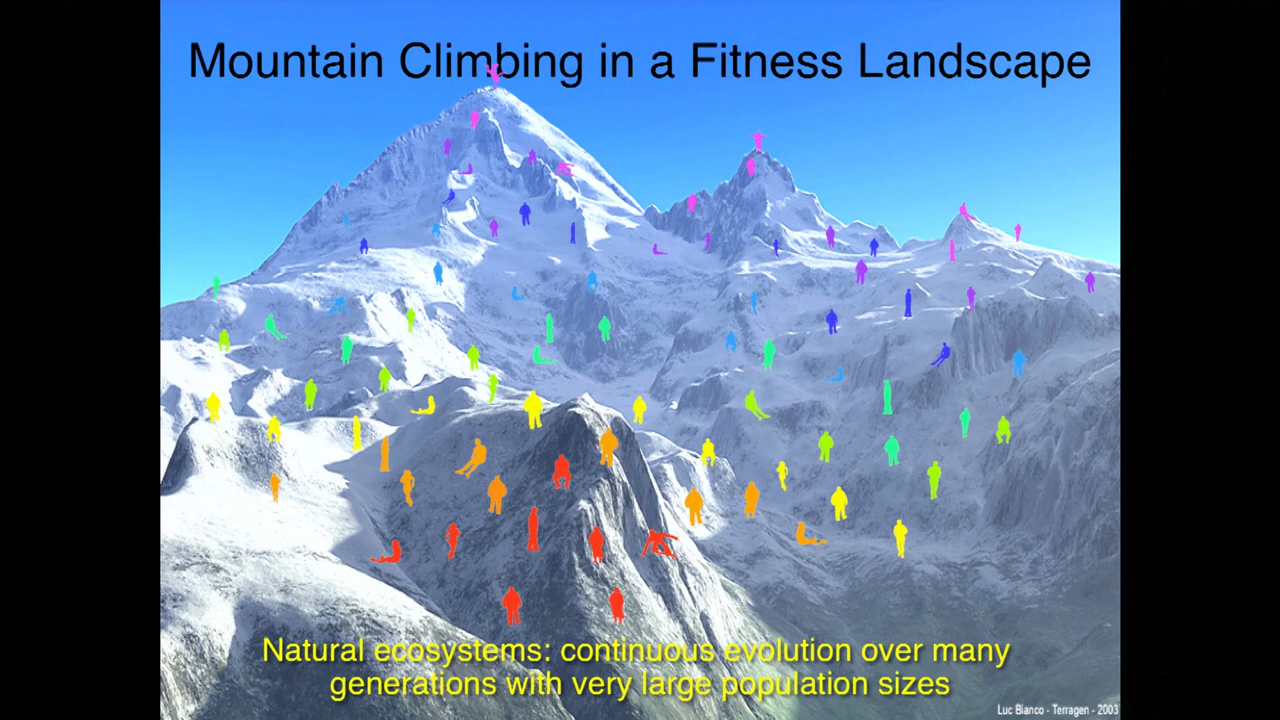 Mountain Climbing in a Fitness Landscape
Natural ecosystems: continuous evolution over many
generations with very large population sizes
Luc Bianco - Terragen - 2003